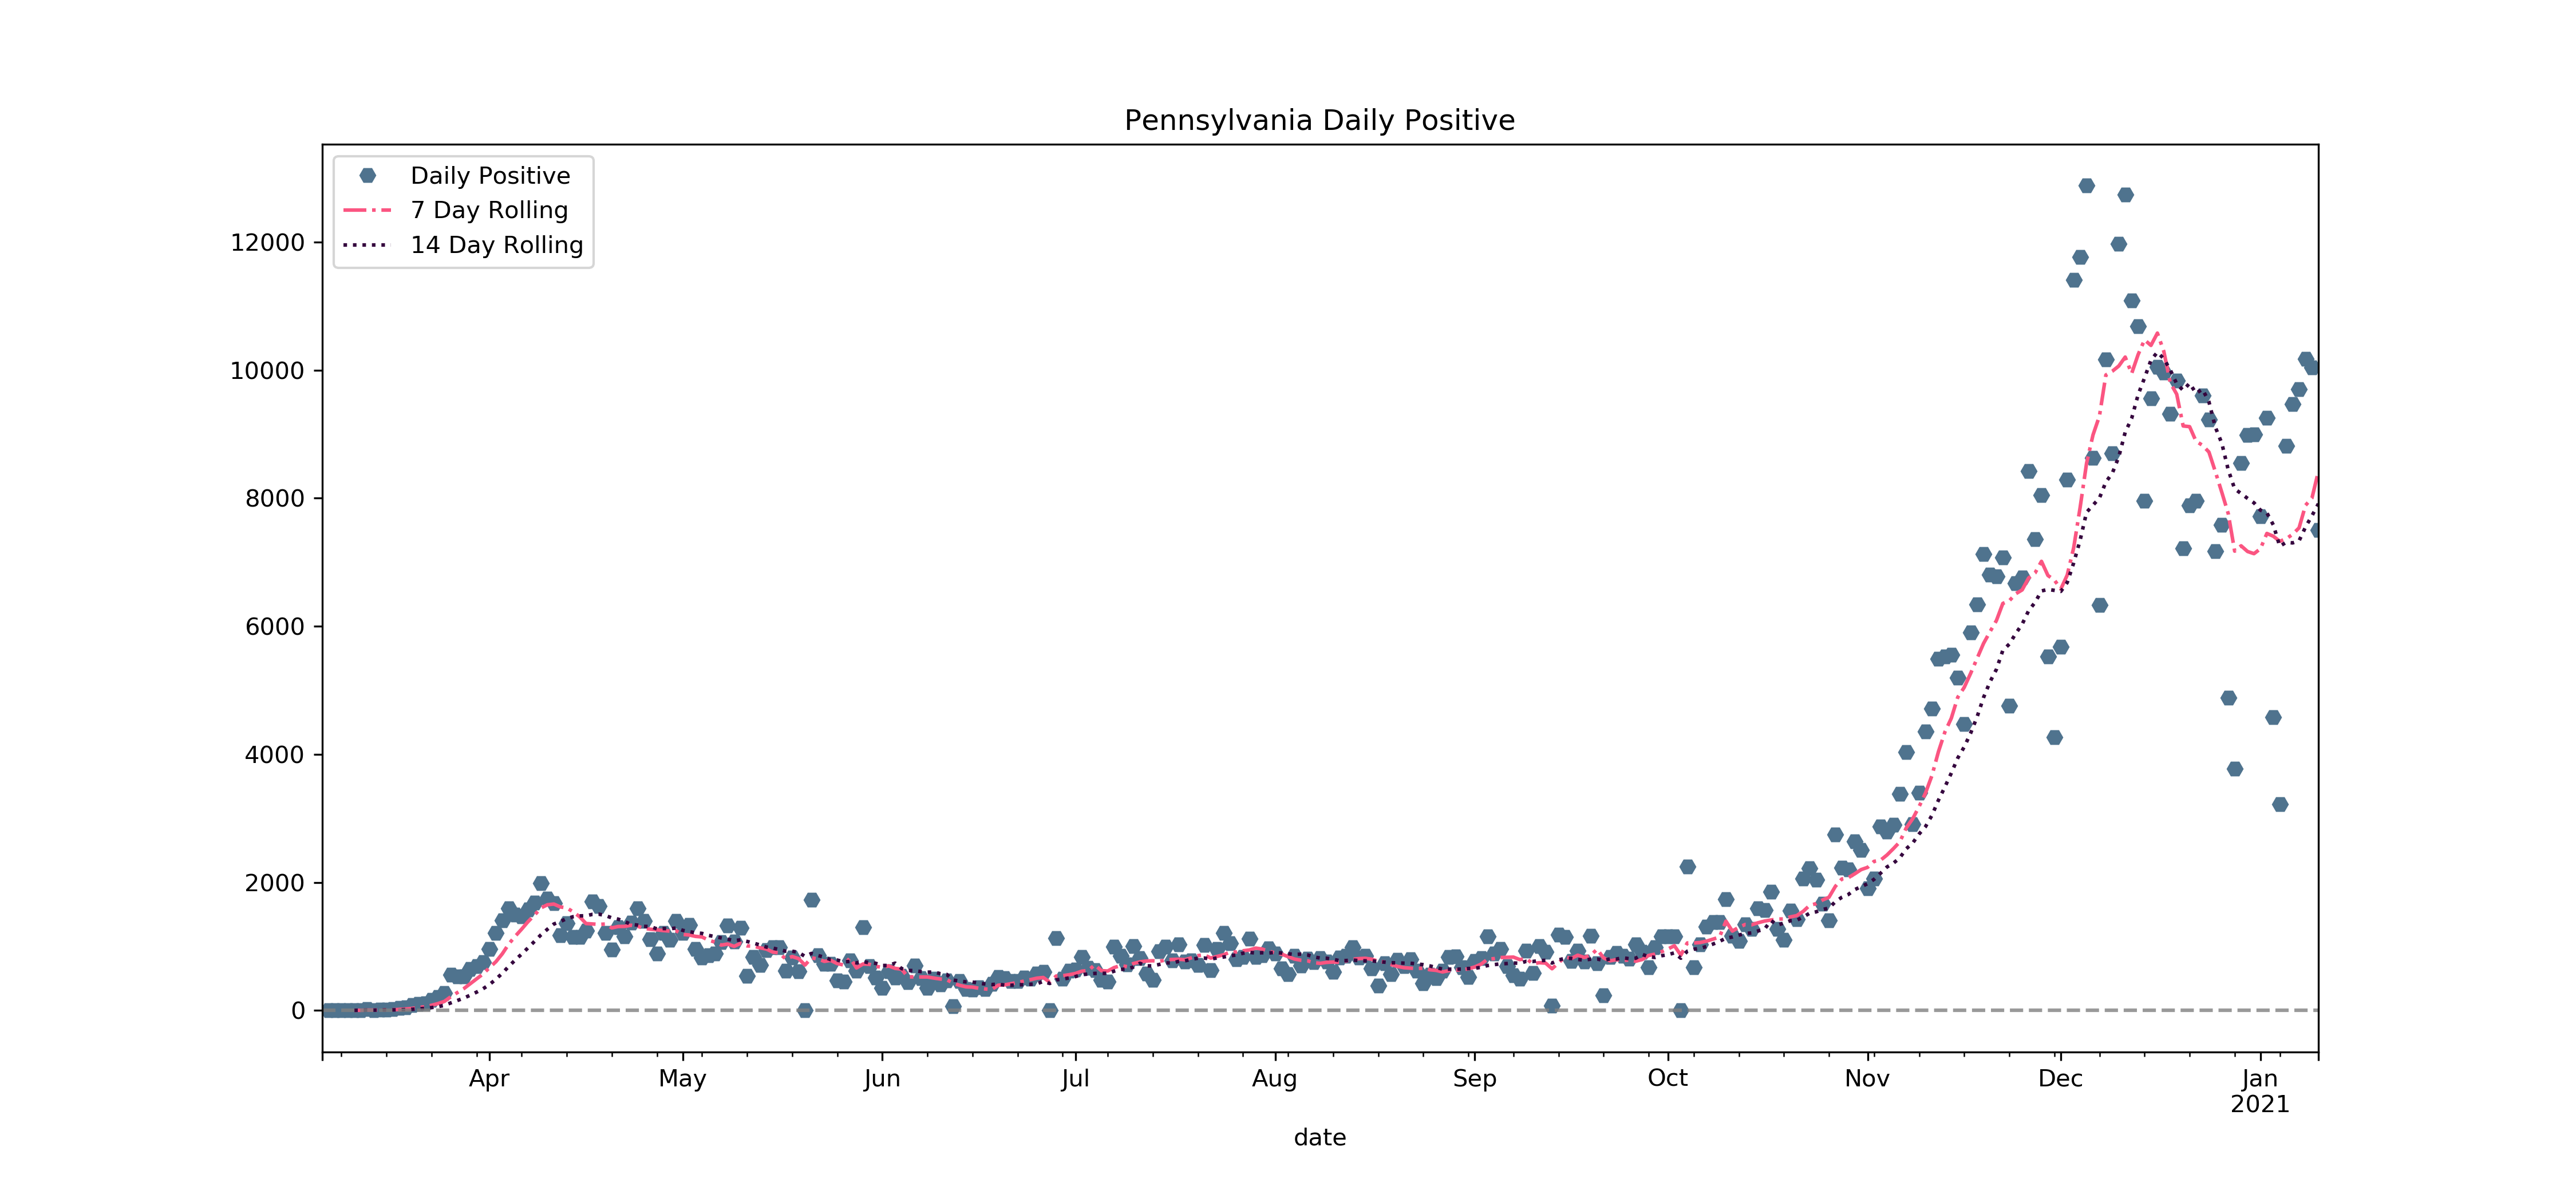 Pennsylvania Daily Positive
Daily Positive
7 Day Rolling
14 Day Rolling
12000
10000
8000
6000
4000
2000
0
Apr May Jun Jul Aug Sep Oct Nov Dec Jan
2021
date